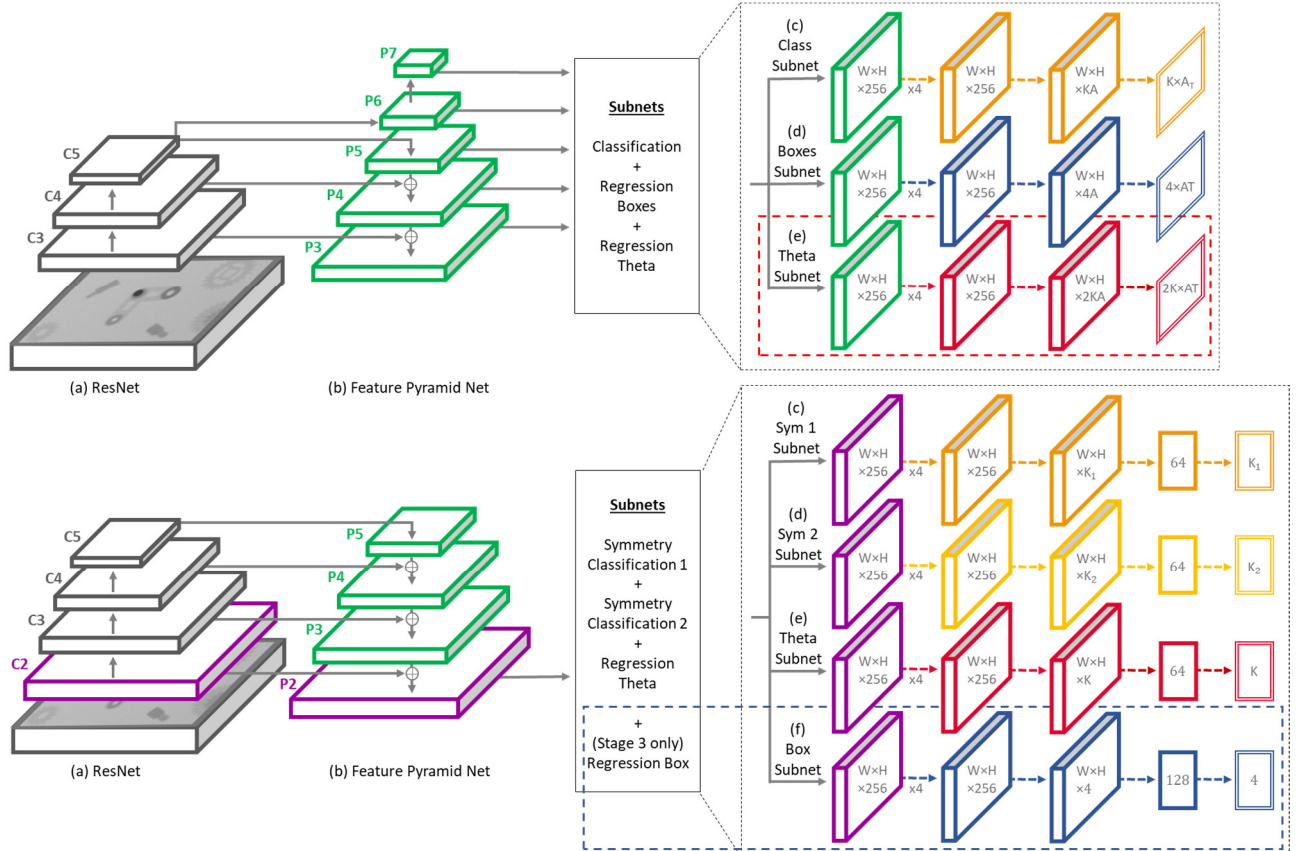 P7
P6
P5
P4
P3
C5
C4
C3
(a) ResNet
(b) Feature Pyramid Net
Subnets
Classification
+
Regression
Boxes
+
Regression
Theta
(c)
Class
Subnet
W×H
×256
x4
W×H
×256
W×H
×KA
K×A_T
(d)
Boxes
Subnet
W×H
×256
x4
W×H
×256
W×H
×4A
4×AT
(e)
Theta
Subnet
W×H
×256
x4
W×H
×256
W×H
×2KA
2K×AT
C5
C4
C3
C2
P5
P4
P3
P2
(a) ResNet
(b) Feature Pyramid Net
Subnets
Symmetry
Classification 1
+
Symmetry
Classification 2
+
Regression
Theta
+
(Stage 3 only)
Regression Box
(c)
Sym 1
Subnet
W×H
×256
x4
W×H
×256
W×H
×K₁
64
K₁
(d)
Sym 2
Subnet
W×H
×256
x4
W×H
×256
W×H
×K₂
64
K₂
(e)
Theta
Subnet
W×H
×256
x4
W×H
×256
W×H
×K
64
K
(f)
Box
Subnet
W×H
×256
x4
W×H
×256
W×H
×4
128
4